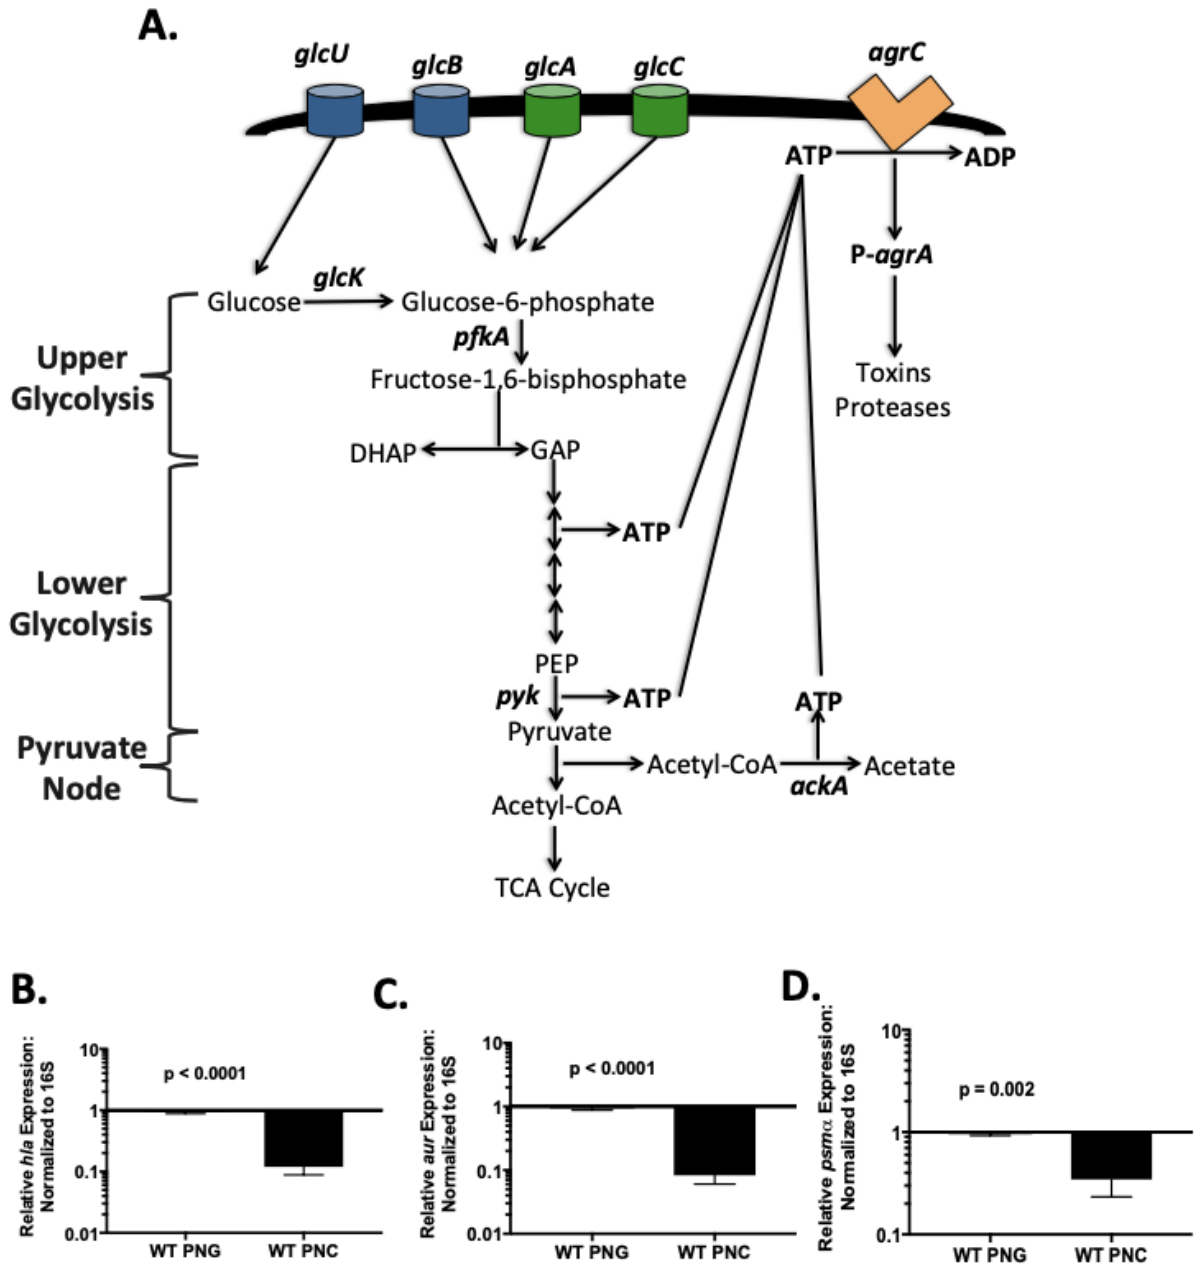 A.
glcU
glcB
glcA
glcC
agrC
ATP
ADP
P-agrA
Toxins
Proteases
Upper
Glycolysis
Glucose
glcK
Glucose-6-phosphate
pfkA
Fructose-1,6-bisphosphate
DHAP
GAP
ATP
Lower
Glycolysis
PEP
pyk
ATP
ATP
Pyruvate
Pyruvate
Node
Acetyl-CoA
ackA
Acetate
Acetyl-CoA
TCA Cycle
B.
Relative hla Expression:
Normalized to 16S
10
1
0.1
0.01
p < 0.0001
WT PNG
WT PNC
C.
Relative aur Expression:
Normalized to 16S
10
1
0.1
0.01
p < 0.0001
WT PNG
WT PNC
D.
Relative psmα Expression:
Normalized to 16S
10
1
0.1
p = 0.002
WT PNG
WT PNC